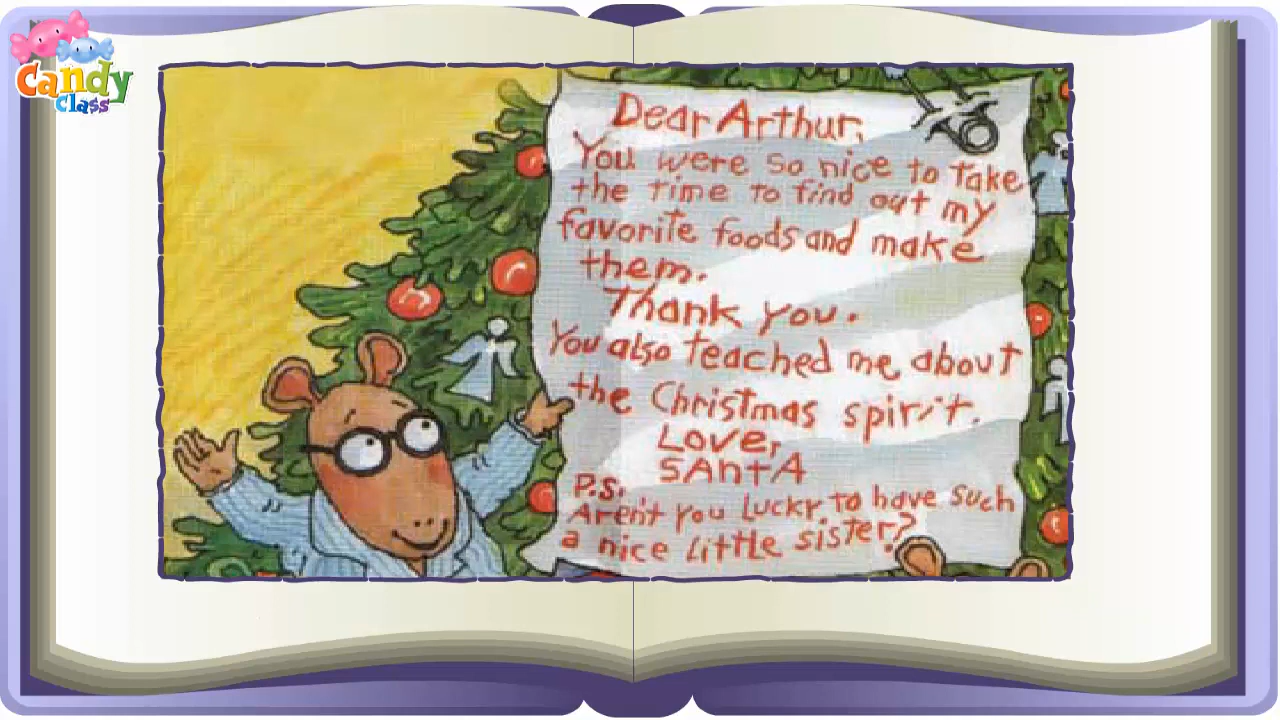 Candy
Class
Dear Arthur,
You were so nice to take
the time to find out my
favorite foods and make
them.
Thank you.
You also teached me about
the Christmas spirit.
Love,
SAntA
P.S.
Aren't you Lucky to have such
a nice little sister?